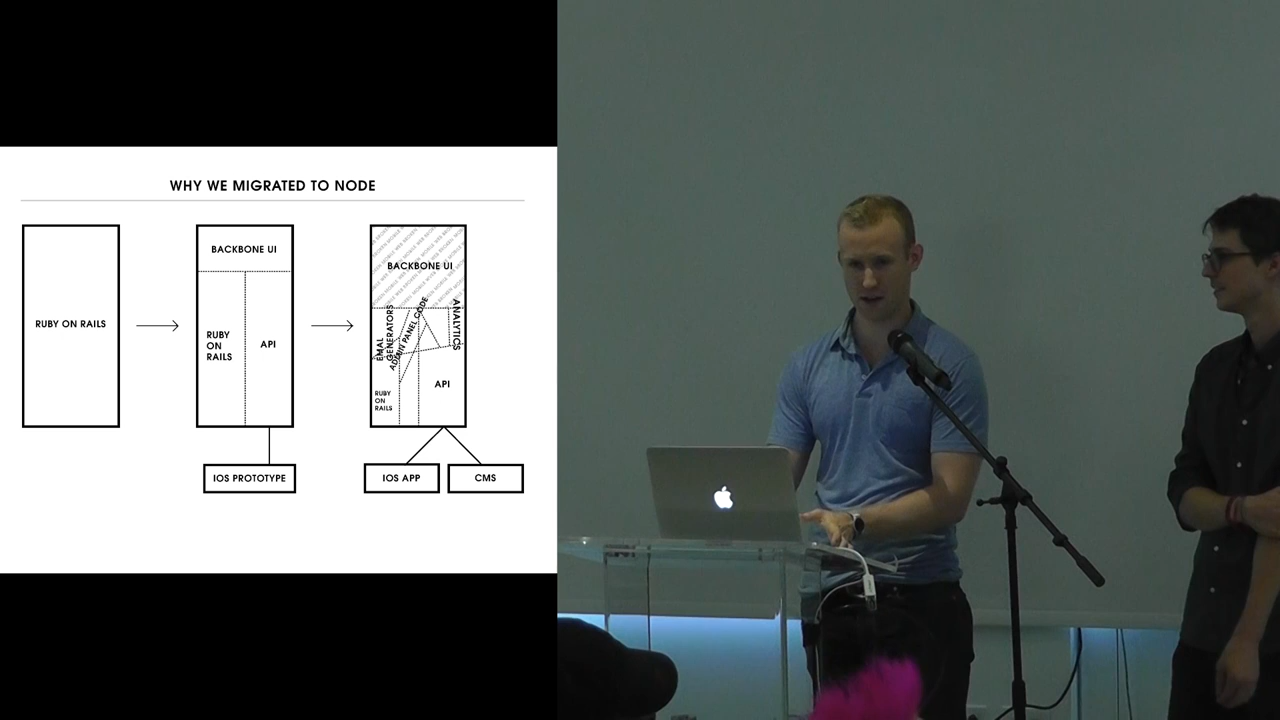 WHY WE MIGRATED TO NODE
RUBY ON RAILS
BACKBONE UI
RUBY
ON
RAILS
API
IOS PROTOTYPE
BACKBONE UI
EMAIL
GENERATORS
ADMIN PANEL CODE
ANALYTICS
RUBY
ON
RAILS
API
IOS APP
CMS